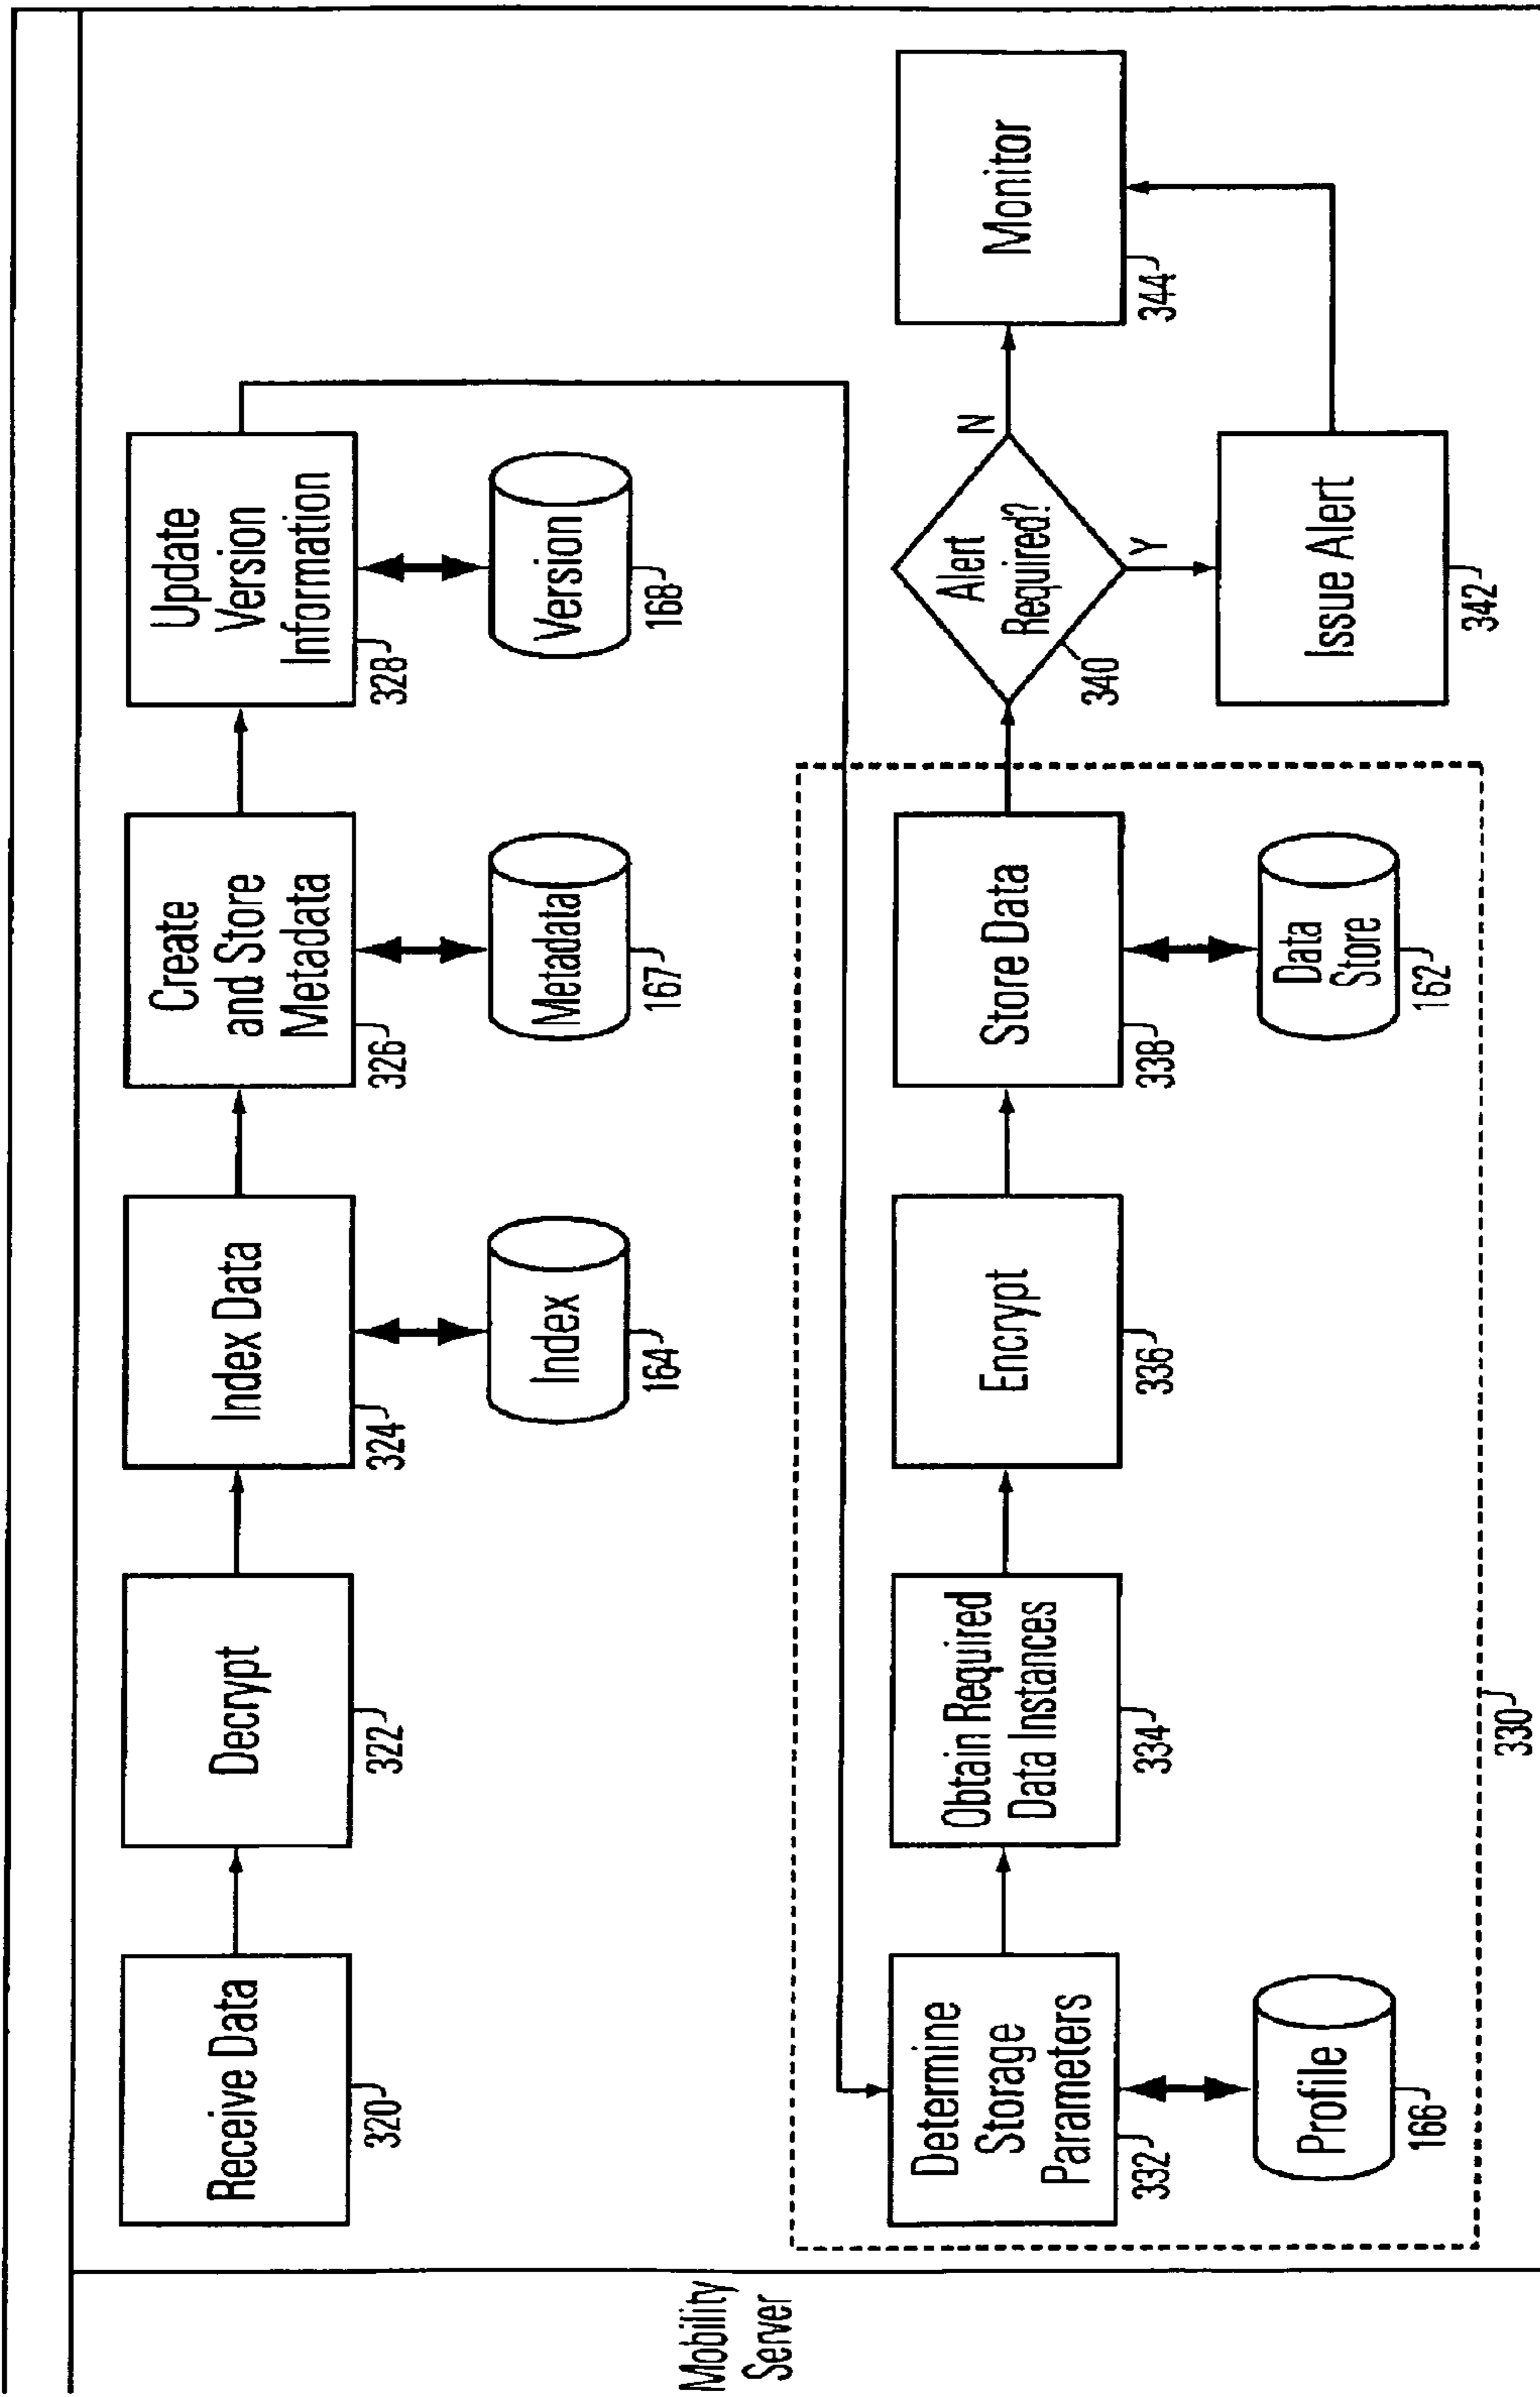 Mobility
Server
Receive Data
320
Decrypt
322
Index Data
324
Index
164
Create
and Store
Metadata
326
Metadata
167
Update
Version
Information
328
Version
168
Determine
Storage
Parameters
332
Profile
166
Obtain Required
Data Instances
334
Encrypt
336
Store Data
338
Data
Store
162
330
Alert
Required?
340
N
Y
Issue Alert
342
Monitor
344